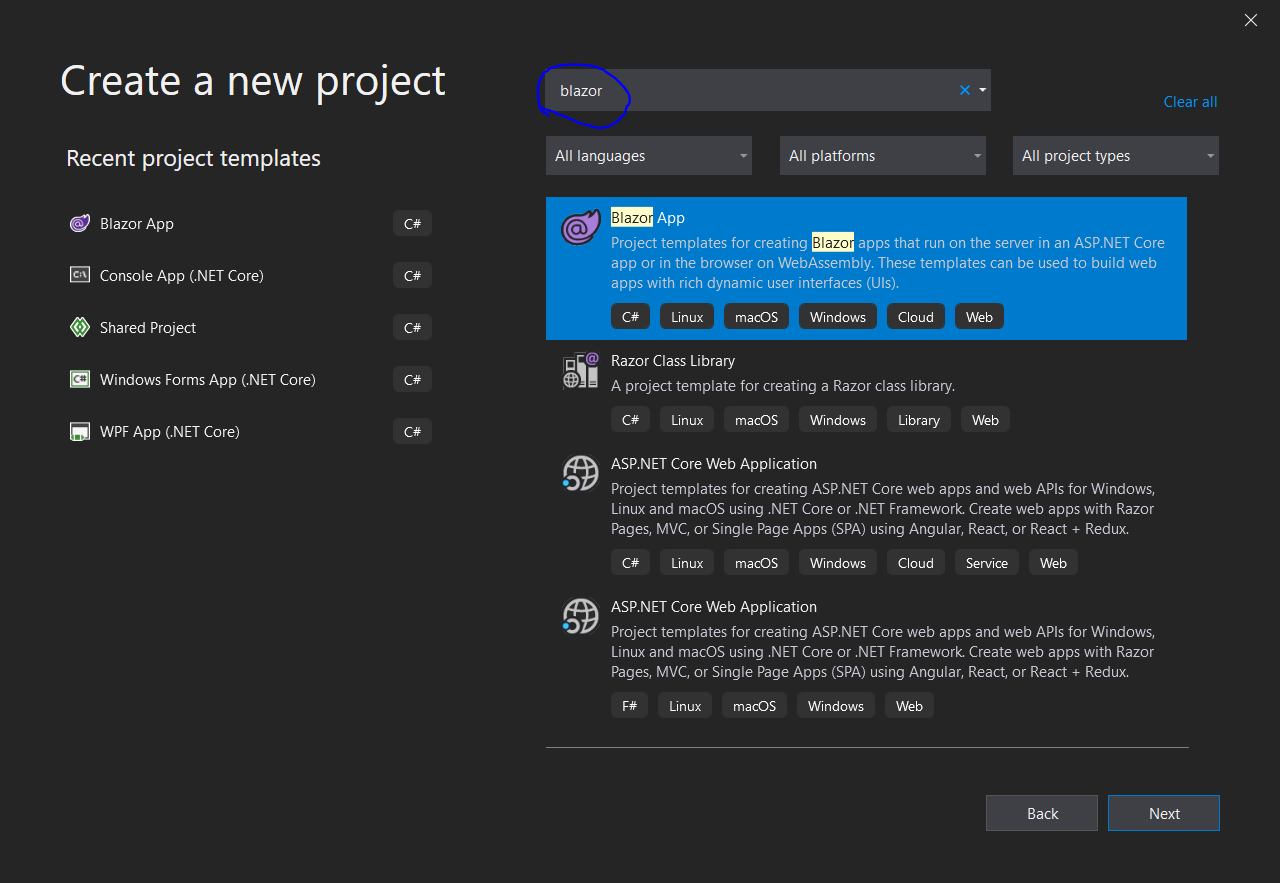 Create a new project
blazor
Clear all
All languages
All platforms
All project types
Recent project templates
Blazor App
C#
Console App (.NET Core)
C#
Shared Project
C#
Windows Forms App (.NET Core)
C#
WPF App (.NET Core)
C#
Blazor App
Project templates for creating Blazor apps that run on the server in an ASP.NET Core
app or in the browser on WebAssembly. These templates can be used to build web
apps with rich dynamic user interfaces (UIs).
C# Linux macOS Windows Cloud Web
Razor Class Library
A project template for creating a Razor class library.
C# Linux macOS Windows Library Web
ASP.NET Core Web Application
Project templates for creating ASP.NET Core web apps and web APIs for Windows,
Linux and macOS using .NET Core or .NET Framework. Create web apps with Razor
Pages, MVC, or Single Page Apps (SPA) using Angular, React, or React + Redux.
C# Linux macOS Windows Cloud Service Web
ASP.NET Core Web Application
Project templates for creating ASP.NET Core web apps and web APIs for Windows,
Linux and macOS using .NET Core or .NET Framework. Create web apps with Razor
Pages, MVC, or Single Page Apps (SPA) using Angular, React, or React + Redux.
F# Linux macOS Windows Web
Back
Next